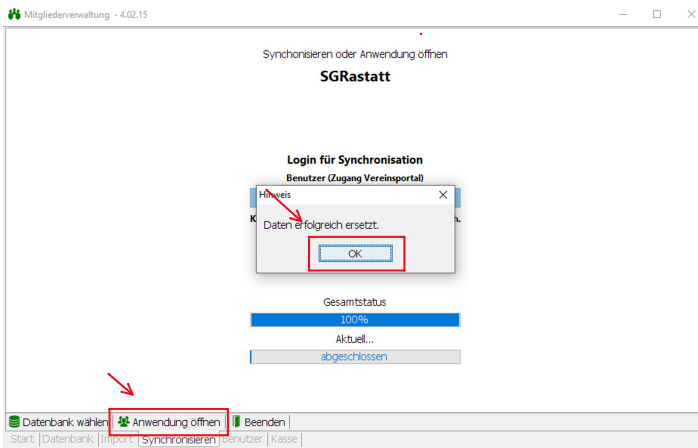 Mitgliederverwaltung - 4.02.15
Synchonisieren oder Anwendung öffnen
SGRastatt
Login für Synchronisation
Benutzer (Zugang Vereinsportal)
Hinweis
Daten erfolgreich ersetzt.
OK
Gesamtstatus
100%
Aktuell...
abgeschlossen
Datenbank wählen Anwendung öffnen Beenden
Start Datenbank Import Synchronisieren Benutzer Kasse